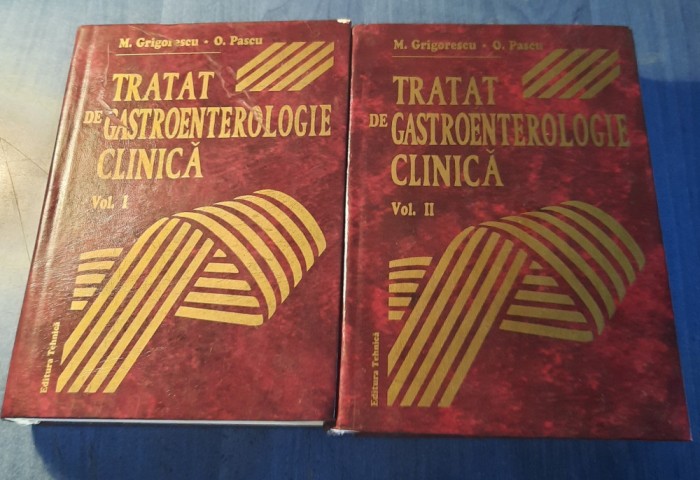 M. Grigorescu - O. Pascu
TRATAT
DE GASTROENTEROLOGIE
CLINICĂ
Vol. I
Editura Tehnică
M. Grigorescu - O. Pascu
TRATAT
DE GASTROENTEROLOGIE
CLINICĂ
Vol. II
Editura Tehnică